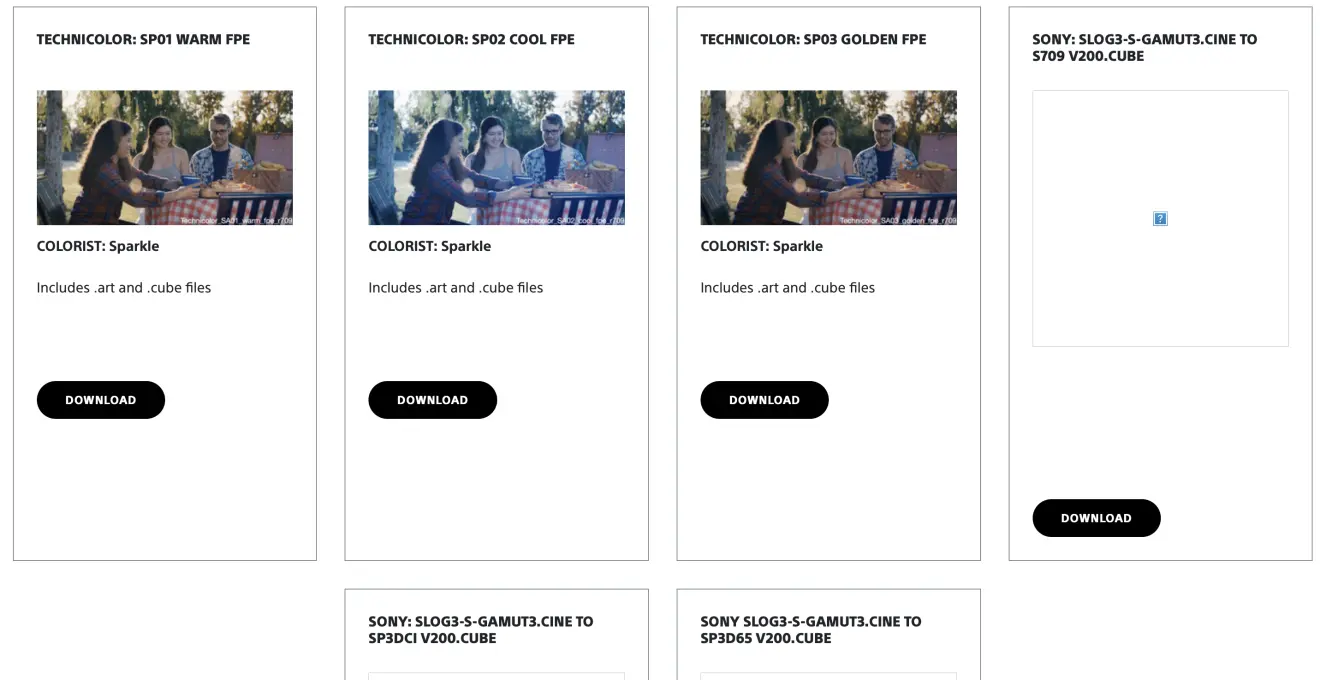 TECHNICOLOR: SP01 WARM FPE
Technicolor_SA01_warm_fpe_r709
COLORIST: Sparkle
Includes .art and .cube files
DOWNLOAD
TECHNICOLOR: SP02 COOL FPE
Technicolor_SA02_cool_fpe_r709
COLORIST: Sparkle
Includes .art and .cube files
DOWNLOAD
TECHNICOLOR: SP03 GOLDEN FPE
Technicolor_SA03_golden_fpe_r709
COLORIST: Sparkle
Includes .art and .cube files
DOWNLOAD
SONY: SLOG3-S-GAMUT3.CINE TO
S709 V200.CUBE
?
DOWNLOAD
SONY: SLOG3-S-GAMUT3.CINE TO
SP3DCI V200.CUBE
SONY SLOG3-S-GAMUT3.CINE TO
SP3D65 V200.CUBE